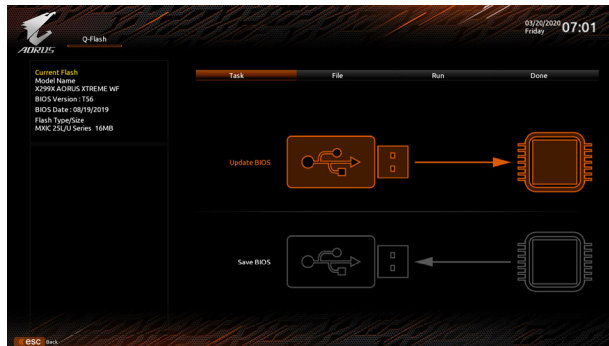 AORUS
Q-Flash
03/20/2020
Friday
07:01
Current Flash
Model Name
X299X AORUS XTREME WF
BIOS Version : T56
BIOS Date : 08/19/2019
Flash Type/Size
MXIC 25L/U Series 16MB
Task File Run Done
Update BIOS
Save BIOS
esc Back